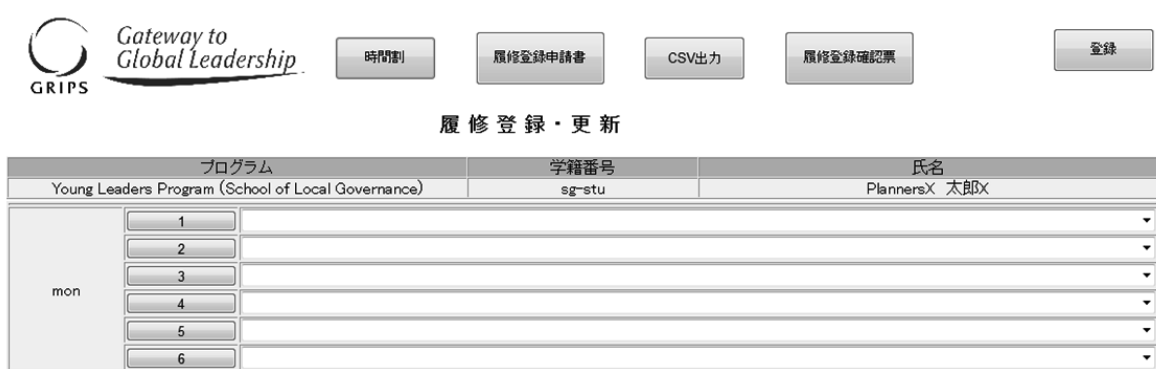 Gateway to
Global Leadership
GRIPS
時間割
履修登録申請書
CSV出力
履修登録確認票
登録
履修登録・更新
プログラム 学籍番号 氏名
Young Leaders Program (School of Local Governance) sg-stu PlannersX 太郎X
mon
1
2
3
4
5
6